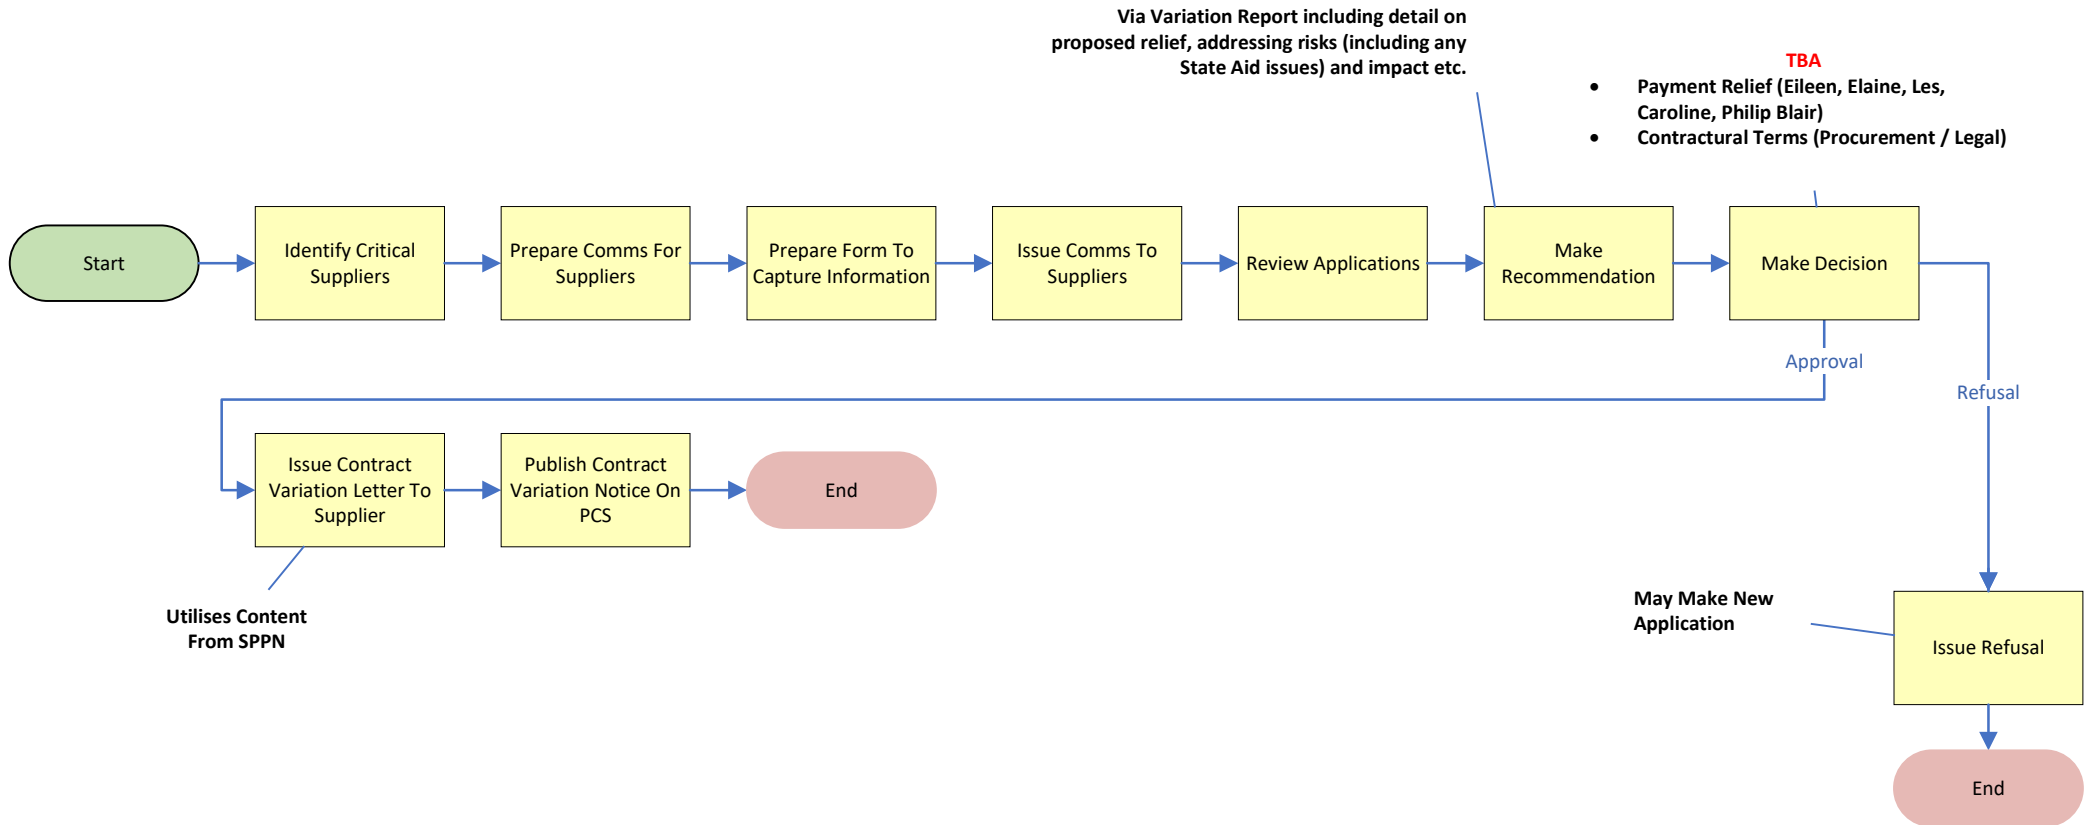 Via Variation Report including detail on
proposed relief, addressing risks (including any
State Aid issues) and impact etc.
TBA
• Payment Relief (Eileen, Elaine, Les,
Caroline, Philip Blair)
• Contractural Terms (Procurement / Legal)
Start
Identify Critical
Suppliers
Prepare Comms For
Suppliers
Prepare Form To
Capture Information
Issue Comms To
Suppliers
Review Applications
Make
Recommendation
Make Decision
Approval
Refusal
Issue Contract
Variation Letter To
Supplier
Publish Contract
Variation Notice On
PCS
End
Utilises Content
From SPPN
May Make New
Application
Issue Refusal
End